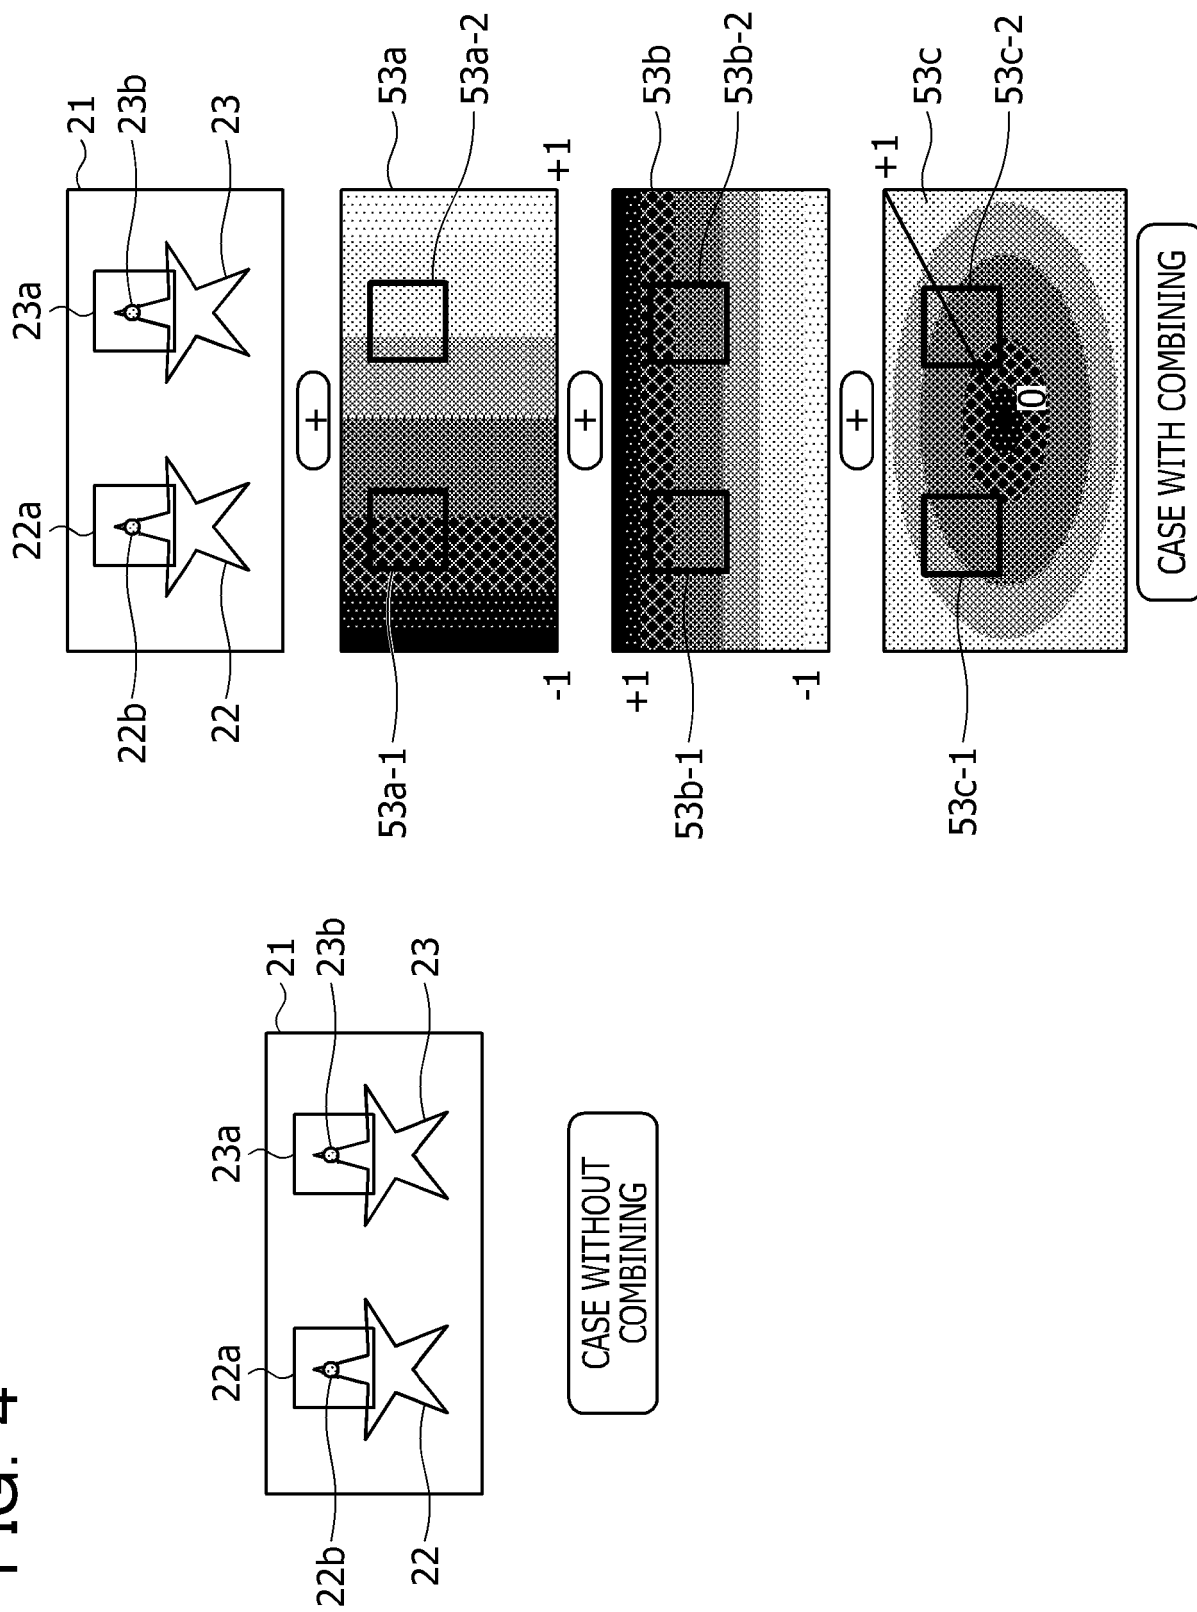 FIG. 4
22a
23a
21
22b
23b
22
23
CASE WITHOUT
COMBINING
22a
23a
21
22b
23b
22
23
+
53a
53a-1
53a-2
-1
+1
+
+1
53b
53b-1
53b-2
-1
+
+1
53c
53c-1
53c-2
0
CASE WITH COMBINING